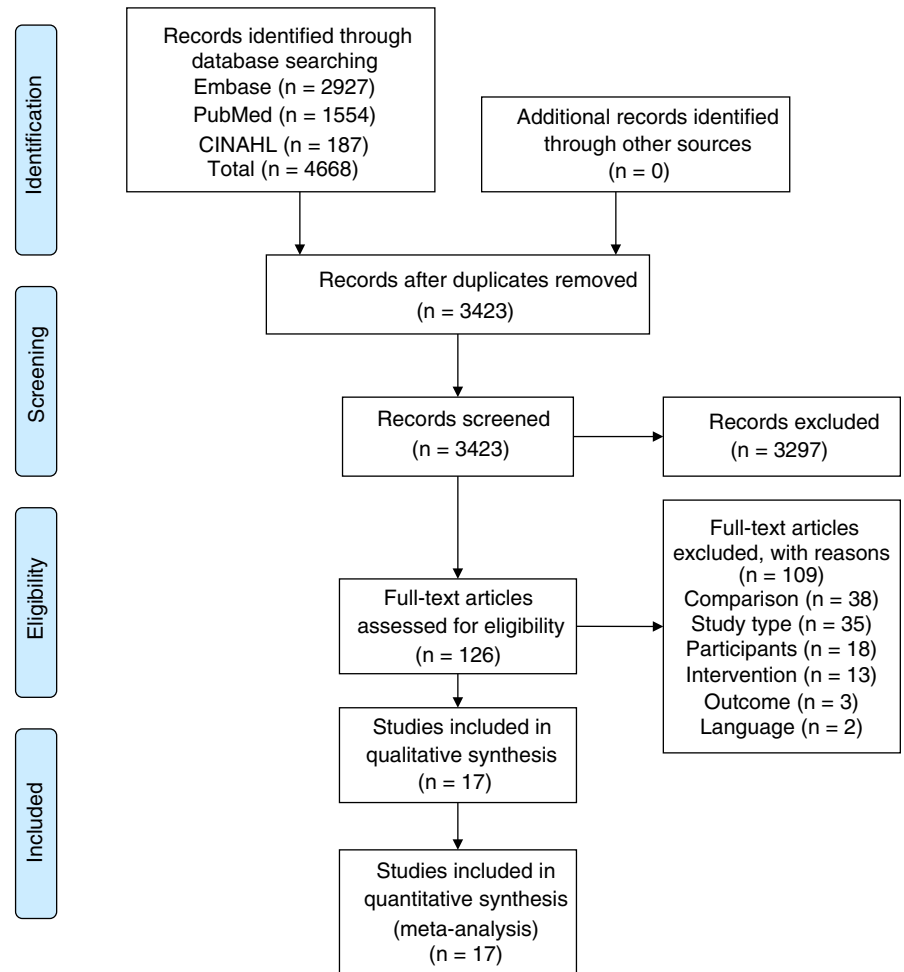 Identification
Records identified through
database searching
Embase (n = 2927)
PubMed (n = 1554)
CINAHL (n = 187)
Total (n = 4668)
Additional records identified
through other sources
(n = 0)
Records after duplicates removed
(n = 3423)
Screening
Records screened
(n = 3423)
Records excluded
(n = 3297)
Eligibility
Full-text articles
assessed for eligibility
(n = 126)
Full-text articles
excluded, with reasons
(n = 109)
Comparison (n = 38)
Study type (n = 35)
Participants (n = 18)
Intervention (n = 13)
Outcome (n = 3)
Language (n = 2)
Included
Studies included in
qualitative synthesis
(n = 17)
Studies included in
quantitative synthesis
(meta-analysis)
(n = 17)